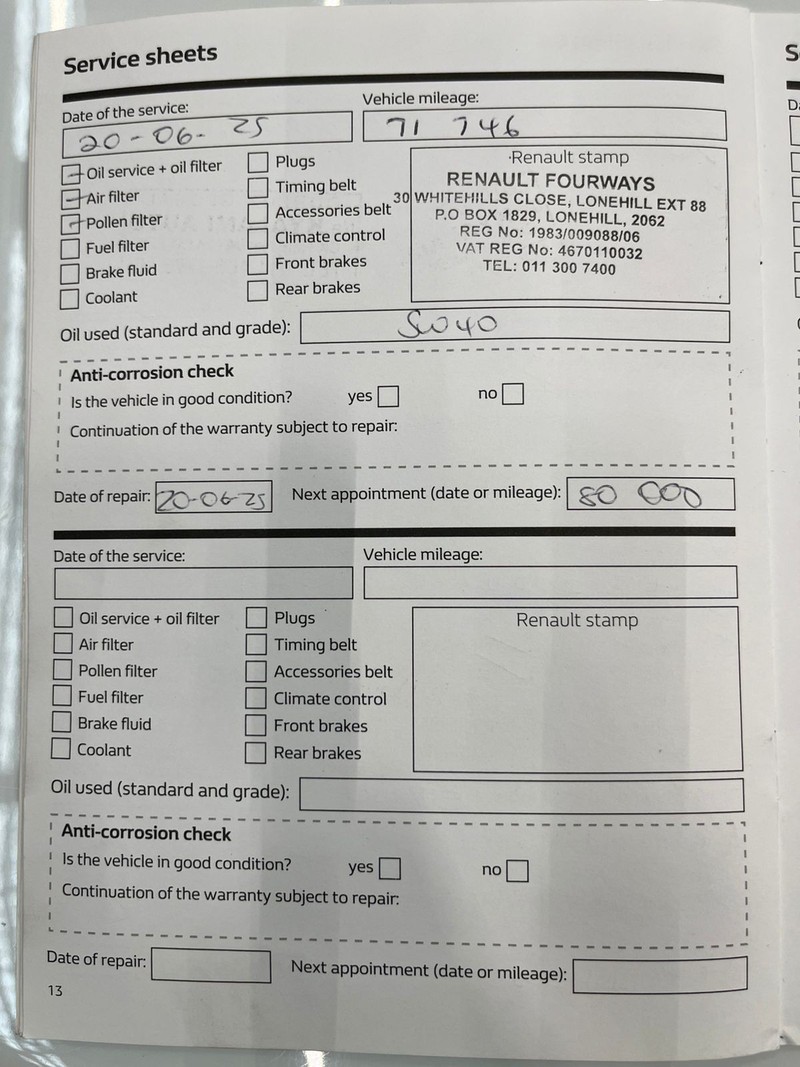 Service sheets
Date of the service:
20-06-25
Vehicle mileage:
71 746
Oil service + oil filter
Air filter
Pollen filter
Fuel filter
Brake fluid
Coolant
Plugs
Timing belt
Accessories belt
Climate control
Front brakes
Rear brakes
Renault stamp
RENAULT FOURWAYS
30 WHITEHILLS CLOSE, LONEHILL EXT 88
P.O BOX 1829, LONEHILL, 2062
REG No: 1983/009088/06
VAT REG No: 4670110032
TEL: 011 300 7400
Oil used (standard and grade): 5W40
Anti-corrosion check
Is the vehicle in good condition? yes no
Continuation of the warranty subject to repair:
Date of repair: 20-06-25 Next appointment (date or mileage): 80 000
Date of the service:
Vehicle mileage:
Oil service + oil filter
Air filter
Pollen filter
Fuel filter
Brake fluid
Coolant
Plugs
Timing belt
Accessories belt
Climate control
Front brakes
Rear brakes
Renault stamp
Oil used (standard and grade):
Anti-corrosion check
Is the vehicle in good condition? yes no
Continuation of the warranty subject to repair:
Date of repair: Next appointment (date or mileage):
13